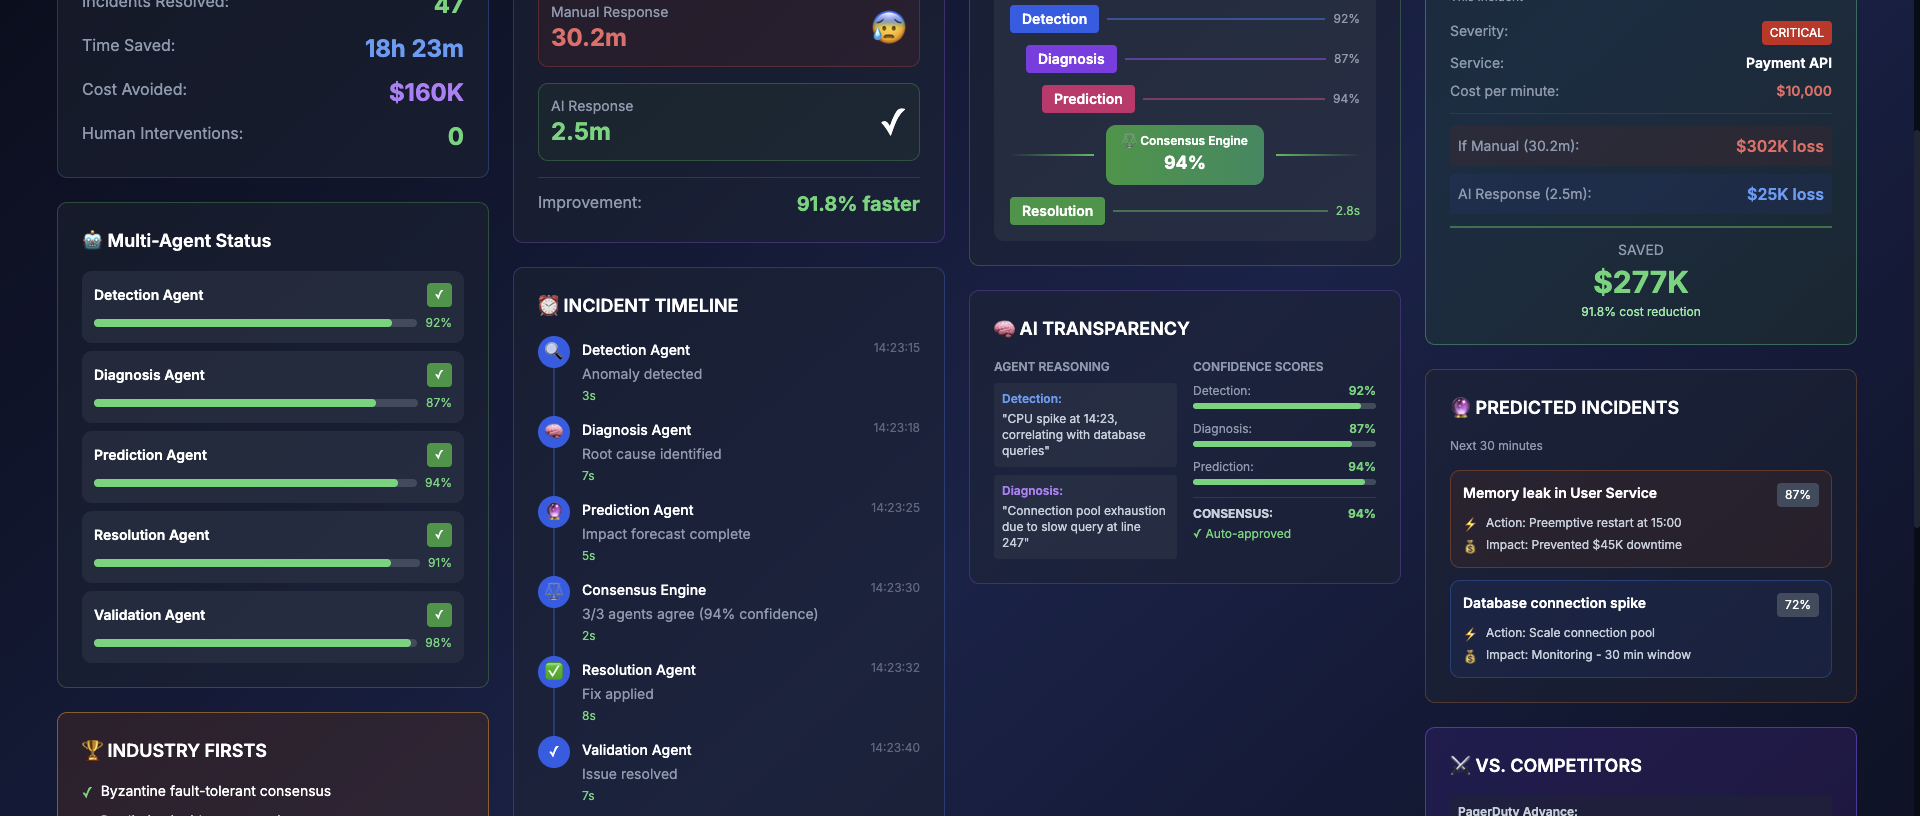 Incidents Resolved: 47
Time Saved: 18h 23m
Cost Avoided: $160K
Human Interventions: 0
Multi-Agent Status
Detection Agent
92%
Diagnosis Agent
87%
Prediction Agent
94%
Resolution Agent
91%
Validation Agent
98%
INDUSTRY FIRSTS
✓ Byzantine fault-tolerant consensus
Manual Response
30.2m
AI Response
2.5m
Improvement: 91.8% faster
INCIDENT TIMELINE
Detection Agent 14:23:15
Anomaly detected
3s
Diagnosis Agent 14:23:18
Root cause identified
7s
Prediction Agent 14:23:25
Impact forecast complete
5s
Consensus Engine 14:23:30
3/3 agents agree (94% confidence)
2s
Resolution Agent 14:23:32
Fix applied
8s
Validation Agent 14:23:40
Issue resolved
7s
Detection 92%
Diagnosis 87%
Prediction 94%
Consensus Engine
94%
Resolution 2.8s
AI TRANSPARENCY
AGENT REASONING
Detection:
"CPU spike at 14:23,
correlating with database
queries"
Diagnosis:
"Connection pool exhaustion
due to slow query at line
247"
CONFIDENCE SCORES
Detection: 92%
Diagnosis: 87%
Prediction: 94%
CONSENSUS: 94%
✓ Auto-approved
Severity: CRITICAL
Service: Payment API
Cost per minute: $10,000
If Manual (30.2m): $302K loss
AI Response (2.5m): $25K loss
SAVED
$277K
91.8% cost reduction
PREDICTED INCIDENTS
Next 30 minutes
Memory leak in User Service 87%
Action: Preemptive restart at 15:00
Impact: Prevented $45K downtime
Database connection spike 72%
Action: Scale connection pool
Impact: Monitoring - 30 min window
VS. COMPETITORS
PagerDuty Advance: